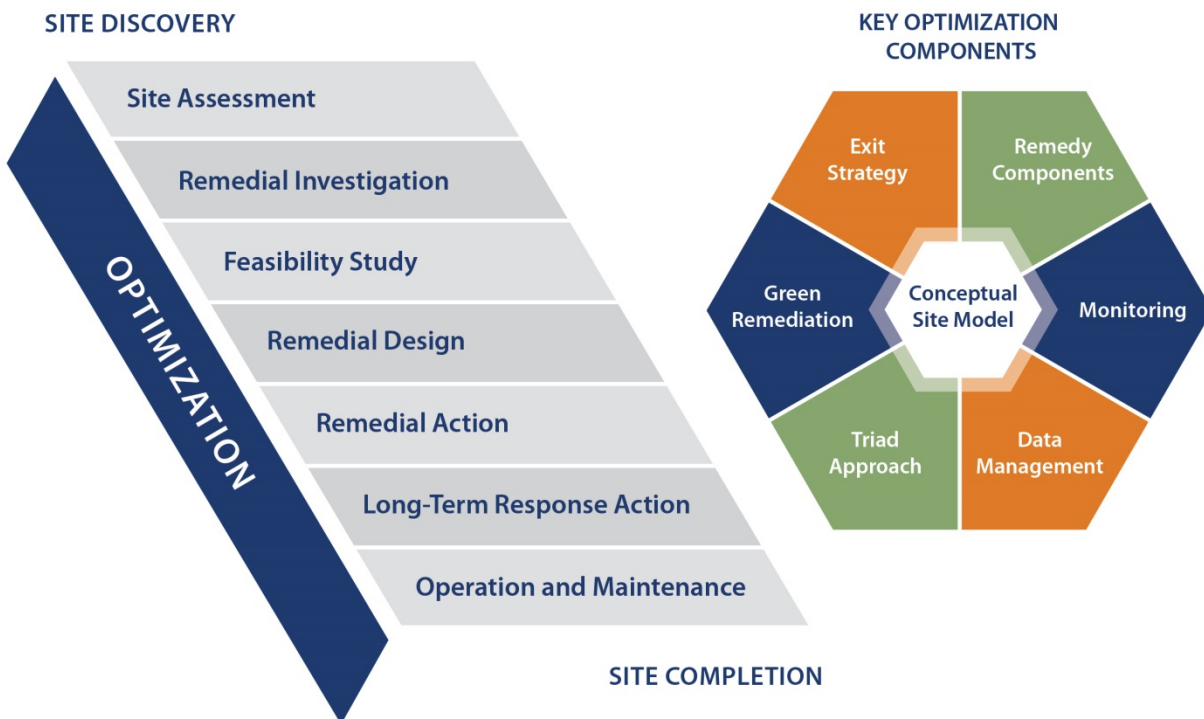 SITE DISCOVERY
Site Assessment
Remedial Investigation
Feasibility Study
Remedial Design
Remedial Action
Long-Term Response Action
Operation and Maintenance
OPTIMIZATION
SITE COMPLETION
KEY OPTIMIZATION
COMPONENTS
Exit
Strategy
Remedy
Components
Green
Remediation
Conceptual
Site Model
Monitoring
Triad
Approach
Data
Management